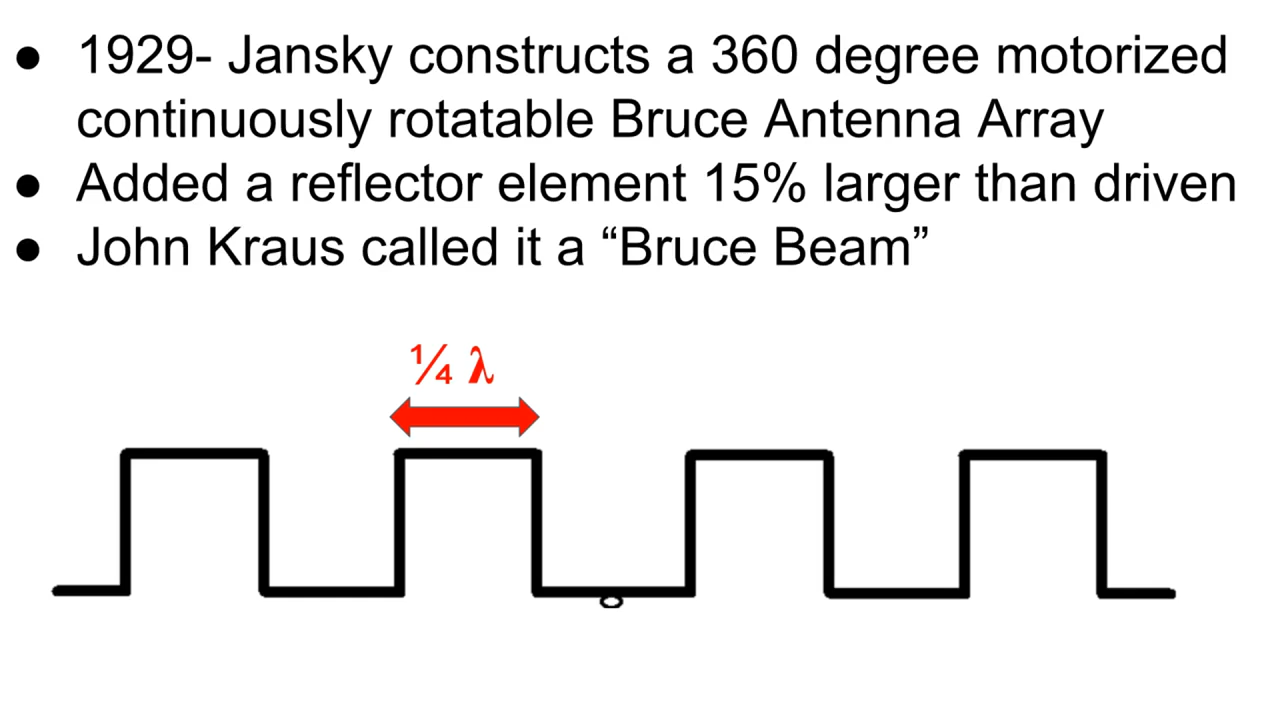 ● 1929- Jansky constructs a 360 degree motorized
continuously rotatable Bruce Antenna Array
● Added a reflector element 15% larger than driven
● John Kraus called it a “Bruce Beam”
¼ λ